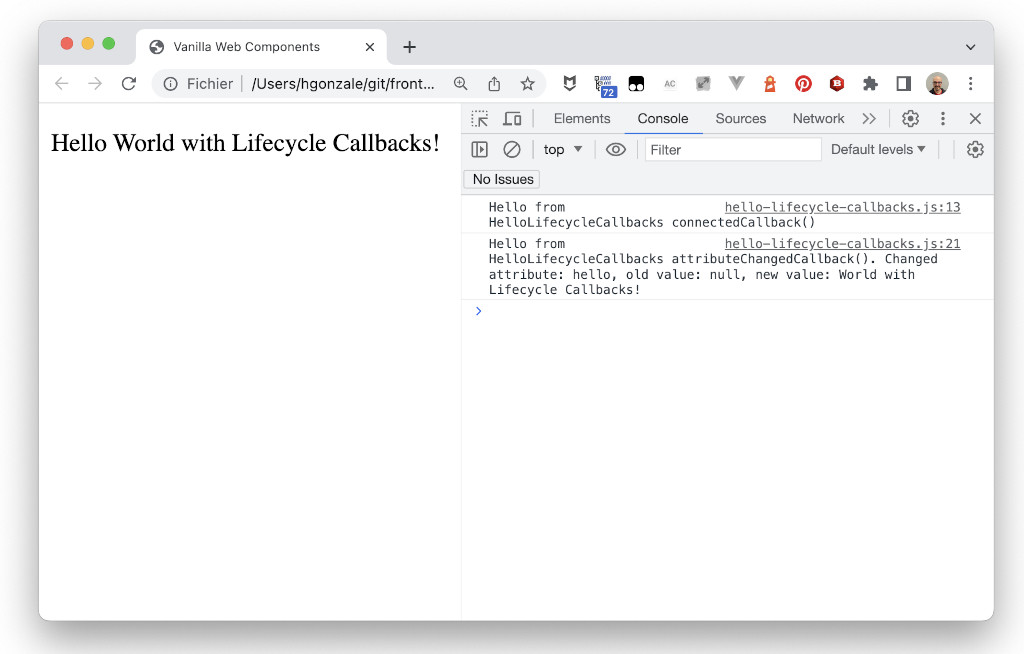 Vanilla Web Components
Fichier
/Users/hgonzale/git/front...
72
AC
Elements Console Sources Network
top
Filter
Default levels
No Issues
Hello World with Lifecycle Callbacks!
Hello from hello-lifecycle-callbacks.js:13
HelloLifecycleCallbacks connectedCallback()
Hello from hello-lifecycle-callbacks.js:21
HelloLifecycleCallbacks attributeChangedCallback(). Changed
attribute: hello, old value: null, new value: World with
Lifecycle Callbacks!